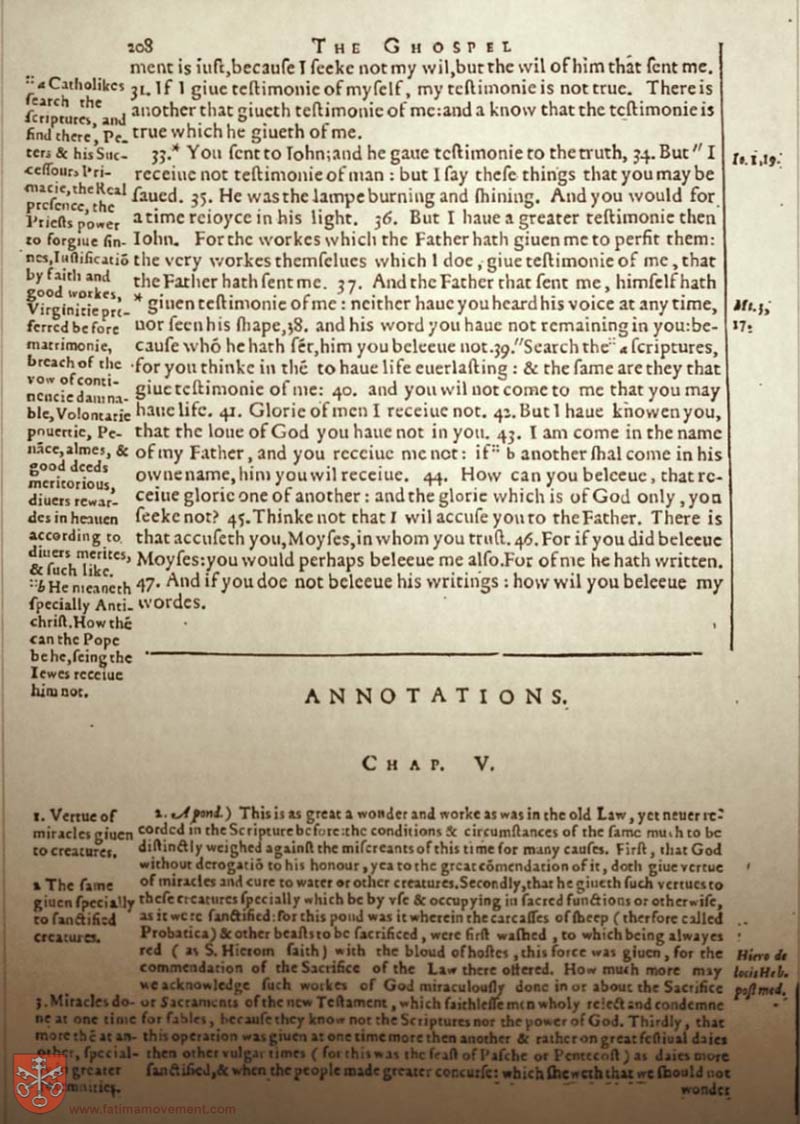 208 THE GHOSPEL
ment is iuſt, becauſe I ſeeke not my wil, but the wil of him that ſent me.
31. If I giue teſtimonie of myſelf, my teſtimonie is not true. There is
another that giueth teſtimonie of me: and a know that the teſtimonie is
true which he giueth of me.
33.* You ſent to Iohn; and he gaue teſtimonie to the truth, 34. But " I
receiue not teſtimonie of man : but I ſay theſe things that you may be
ſaued. 35. He was the lampe burning and ſhining. And you would for
a time reioyce in his light. 36. But I haue a greater teſtimonie then
Iohn. For the workes which the Father hath giuen me to perfit them:
the very workes themſelues which I doe, giue teſtimonie of me, that
the Father hath ſent me. 37. And the Father that ſent me, himſelf hath
* giuen teſtimonie of me : neither haue you heard his voice at any time,
nor ſeen his ſhape, 38. and his word you haue not remaining in you: be-
cauſe whō he hath ſēt, him you beleeue not. 39. "Search the :: a ſcriptures,
for you thinke in thē to haue life euerlaſting : & the ſame are they that
giue teſtimonie of me: 40. and you wil not come to me that you may
haue life. 41. Glorie of men I receiue not. 42. But I haue knowen you,
that the loue of God you haue not in you. 43. I am come in the name
of my Father, and you receiue me not: if :: b another ſhal come in his
owne name, him you wil receiue. 44. How can you beleeue, that re-
ceiue glorie one of another : and the glorie which is of God only, you
ſeeke not? 45. Thinke not that I wil accuſe you to the Father. There is
that accuſeth you, Moyſes, in whom you truſt. 46. For if you did beleeue
Moyſes: you would perhaps beleeue me alſo. For of me he hath written.
47. And if you doe not beleeue his writings : how wil you beleeue my
wordes.
:: a Catholikes
ſearch the
ſcriptures, and
find there, Pe-
ters & his Suc-
ceſſours Pri-
macie, the Real
preſence, the
Prieſts power
to forgiue ſin-
nes, Iuſtificatiō
by faith and
good workes,
Virginitie pre-
ferred before
matrimonie,
breach of the
vow of conti-
nencie damna-
ble, Voluntarie
pouertie, Pe-
nāce, almes, &
good deeds
meritorious,
diuers rewar-
des in heauen
according to
diuers merites,
& ſuch like.
:: b He meaneth
ſpecially Anti-
chriſt. How thē
can the Pope
be he, ſeing the
Iewes receiue
him not.
Io. 1, 19.
Mt. 3,
17.
ANNOTATIONS.
CHAP. V.
2. A pond.) This is as great a wonder and worke as was in the old Law, yet neuer re-
corded in the Scripture before: the conditions & circumſtances of the ſame much to be
diſtinctly weighed againſt the miſcreants of this time for many cauſes. Firſt, that God
without derogatiō to his honour, yea to the great cōmendation of it, doth giue vertue
of miracles and cure to water or other creatures. Secondly, that he giueth ſuch vertues to
theſe creatures ſpecially which be by vſe & occupying in ſacred functions or otherwiſe,
as it were ſanctified: for this pond was it wherein the carcaſſes of ſheep (therfore called
Probatica) & other beaſts to be ſacrificed, were firſt waſhed, to which being alwayes
red (as S. Hierom ſaith) with the bloud of hoſtes, this force was giuen, for the
commendation of the Sacrifice of the Law there offered. How much more may
we acknowledge ſuch workes of God miraculouſly done in or about the Sacrifice
or Sacraments of the new Teſtament, which faithleſſe men wholy reiect and condemne
for fables, becauſe they know not the Scriptures nor the power of God. Thirdly, that
this operation was giuen at one time more then another & rather on great feſtiual daies
then other vulgar times (for this was the feaſt of Paſche or Pentecoſt) as daies more
ſanctified, & when the people made greater concurſe: which ſheweth that we ſhould not
wonder
1. Vertue of
miracles giuen
to creatures.
2 The ſame
giuen ſpecially
to ſanctified
creatures.
3. Miracles do-
ne at one time
more thē at an-
other, ſpecial-
greater
Hiero de
locis Heb.
poſt med.
www.fatimamovement.com